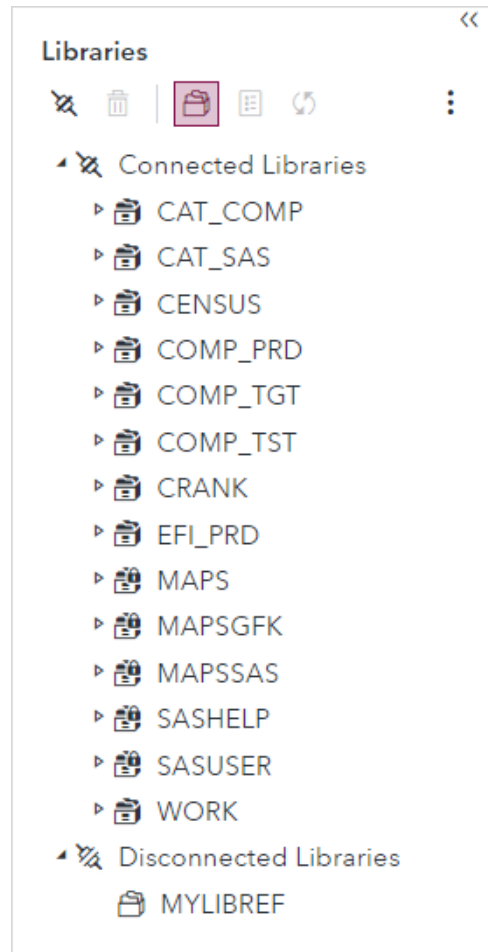 Libraries
Connected Libraries
CAT_COMP
CAT_SAS
CENSUS
COMP_PRD
COMP_TGT
COMP_TST
CRANK
EFI_PRD
MAPS
MAPSGFK
MAPSSAS
SASHELP
SASUSER
WORK
Disconnected Libraries
MYLIBREF